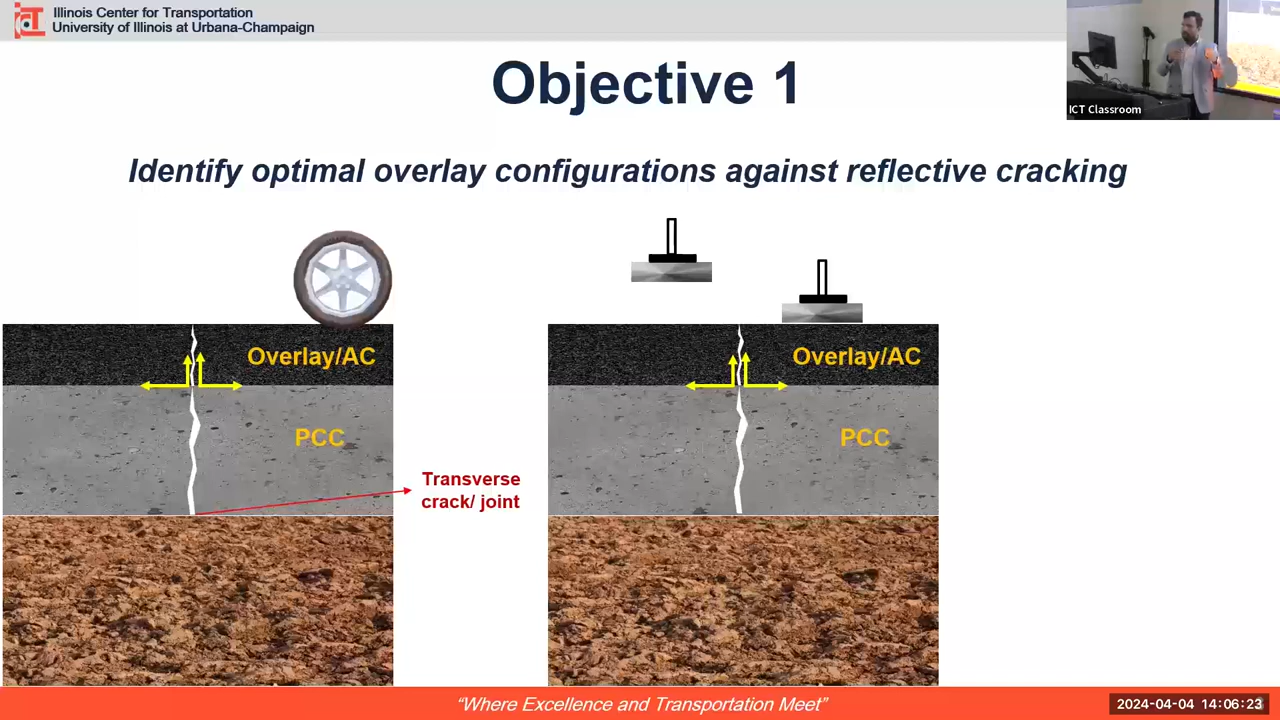 Illinois Center for Transportation
University of Illinois at Urbana-Champaign
ICT Classroom
Objective 1
Identify optimal overlay configurations against reflective cracking
Overlay/AC
PCC
Transverse
crack/ joint
Overlay/AC
PCC
“Where Excellence and Transportation Meet”
2024-04-04 14:06:23